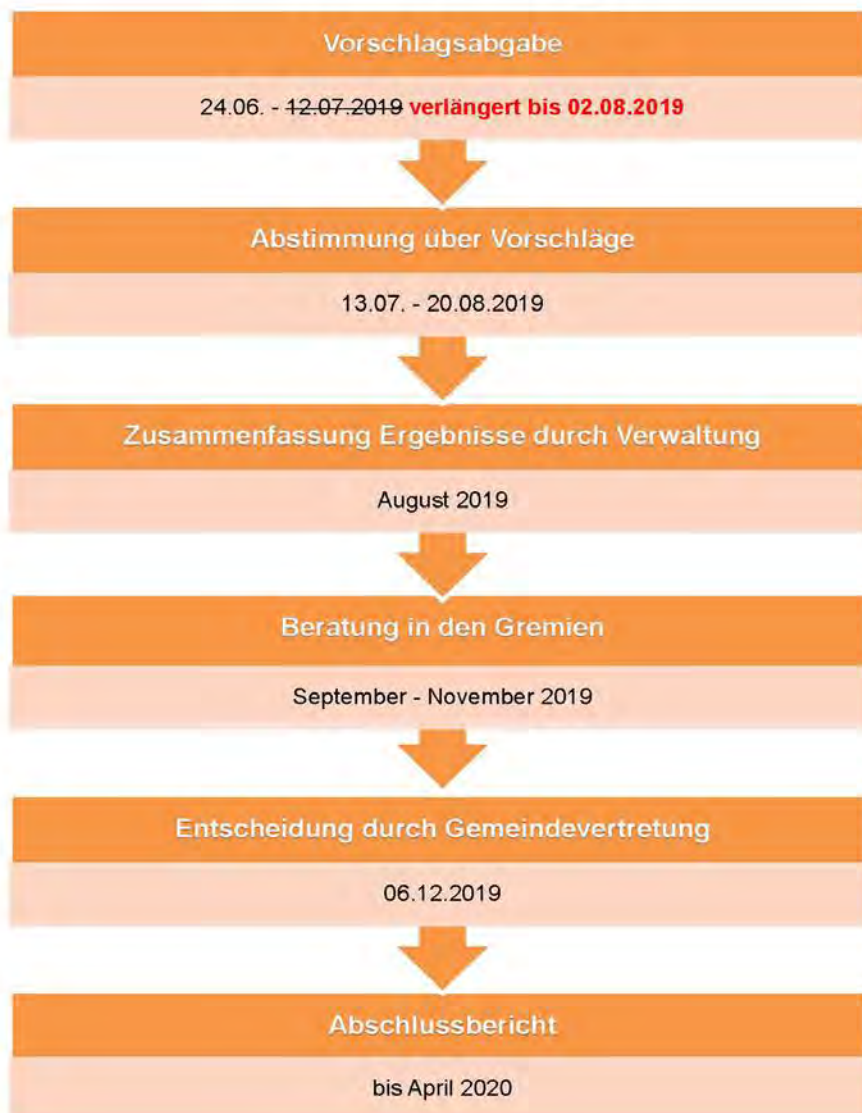 Vorschlagsabgabe
24.06. - 12.07.2019 verlängert bis 02.08.2019
Abstimmung über Vorschläge
13.07. - 20.08.2019
Zusammenfassung Ergebnisse durch Verwaltung
August 2019
Beratung in den Gremien
September - November 2019
Entscheidung durch Gemeindevertretung
06.12.2019
Abschlussbericht
bis April 2020